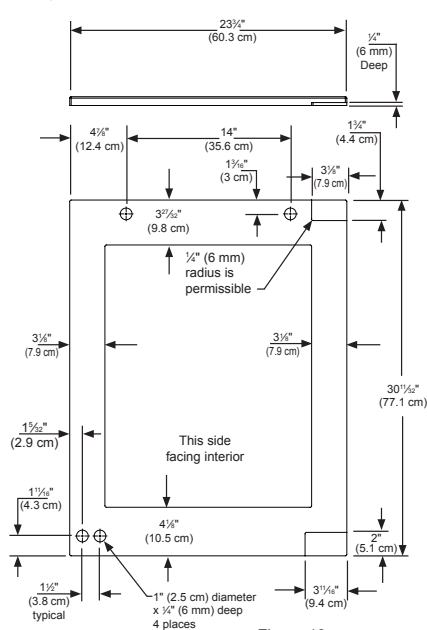 23¾"
(60.3 cm)
¼"
(6 mm)
Deep
4⅞"
(12.4 cm)
14"
(35.6 cm)
1³⁄₁₆"
(3 cm)
3⅛"
(7.9 cm)
1¾"
(4.4 cm)
3²⁷⁄₃₂"
(9.8 cm)
¼" (6 mm)
radius is
permissible
3⅛"
(7.9 cm)
3⅛"
(7.9 cm)
30¹¹⁄₃₂"
(77.1 cm)
1⁵⁄₃₂"
(2.9 cm)
This side
facing interior
1¹¹⁄₁₆"
(4.3 cm)
4⅛"
(10.5 cm)
2"
(5.1 cm)
1½"
(3.8 cm)
typical
1" (2.5 cm) diameter
x ¼" (6 mm) deep
4 places
3¹¹⁄₁₆"
(9.4 cm)